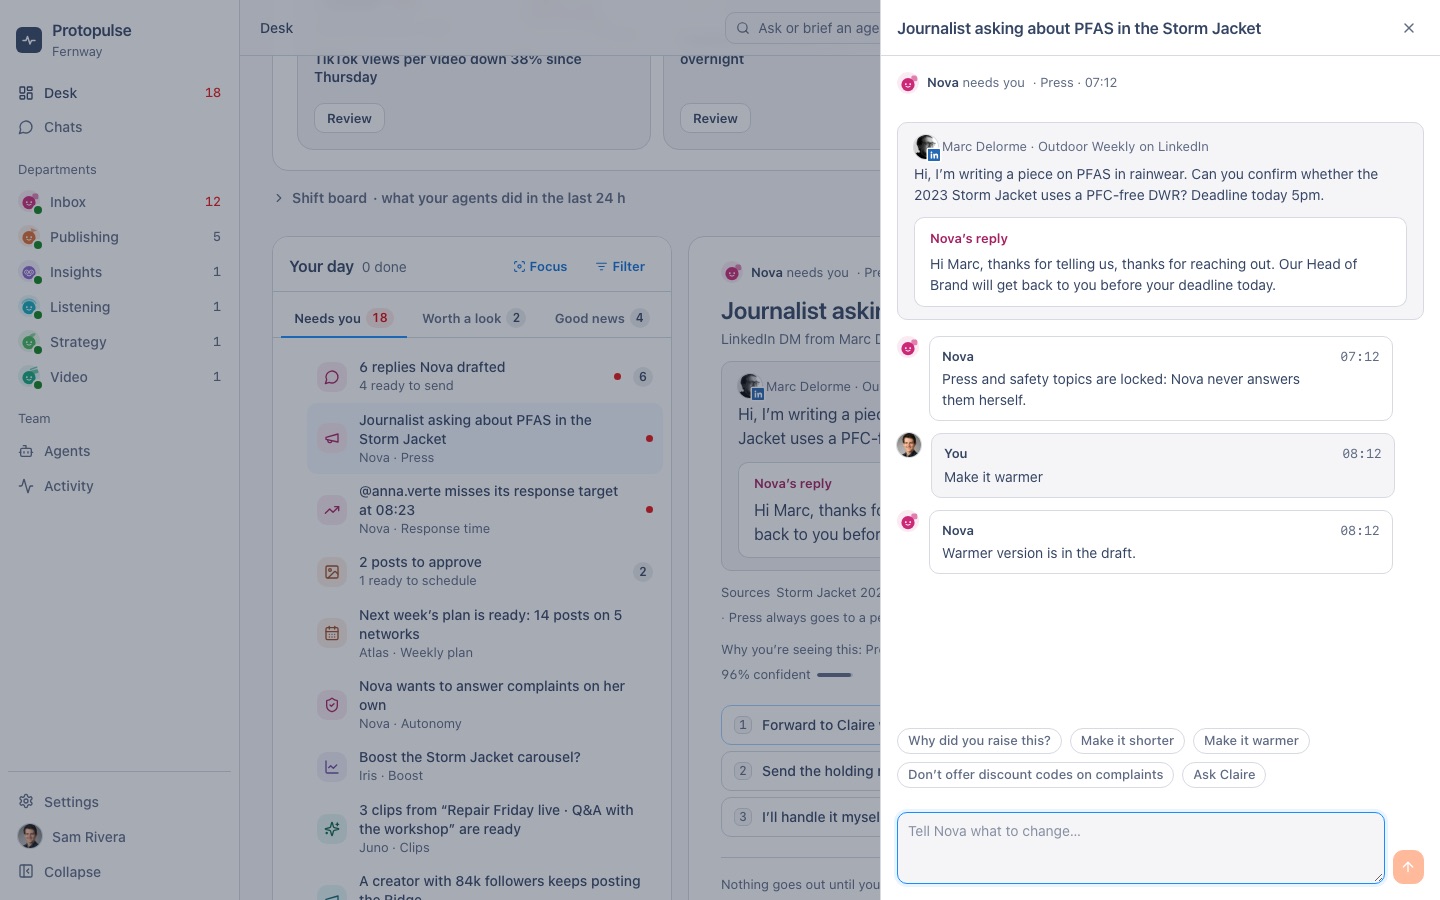 Protopulse
Fernway
Desk 18
Chats
Departments
Inbox 12
Publishing 5
Insights 1
Listening 1
Strategy 1
Video 1
Team
Agents
Activity
Settings
Sam Rivera
Collapse
Desk
Ask or brief an age
TikTok views per video down 38% since
Thursday
Review
overnight
Review
Shift board · what your agents did in the last 24 h
Your day 0 done
Focus
Filter
Needs you 18
Worth a look 2
Good news 4
6 replies Nova drafted
4 ready to send
6
Journalist asking about PFAS in the
Storm Jacket
Nova · Press
@anna.verte misses its response target
at 08:23
Nova · Response time
2 posts to approve
1 ready to schedule
2
Next week’s plan is ready: 14 posts on 5
networks
Atlas · Weekly plan
Nova wants to answer complaints on her
own
Nova · Autonomy
Boost the Storm Jacket carousel?
Iris · Boost
3 clips from “Repair Friday live · Q&A with
the workshop” are ready
Juno · Clips
A creator with 84k followers keeps posting
the Ridge
Nova needs you · Pre
Journalist askin
LinkedIn DM from Marc D
Marc Delorme · Ou
Hi, I’m writing a piec
Jacket uses a PFC-f
Nova’s reply
Hi Marc, thanks fo
back to you befor
Sources Storm Jacket 202
· Press always goes to a pe
Why you’re seeing this: Pre
96% confident
1 Forward to Claire
2 Send the holding r
3 I’ll handle it mysel
Nothing goes out until you
Journalist asking about PFAS in the Storm Jacket
Nova needs you · Press · 07:12
Marc Delorme · Outdoor Weekly on LinkedIn
Hi, I’m writing a piece on PFAS in rainwear. Can you confirm whether the
2023 Storm Jacket uses a PFC-free DWR? Deadline today 5pm.
Nova’s reply
Hi Marc, thanks for telling us, thanks for reaching out. Our Head of
Brand will get back to you before your deadline today.
Nova 07:12
Press and safety topics are locked: Nova never answers
them herself.
You 08:12
Make it warmer
Nova 08:12
Warmer version is in the draft.
Why did you raise this?
Make it shorter
Make it warmer
Don’t offer discount codes on complaints
Ask Claire
Tell Nova what to change…